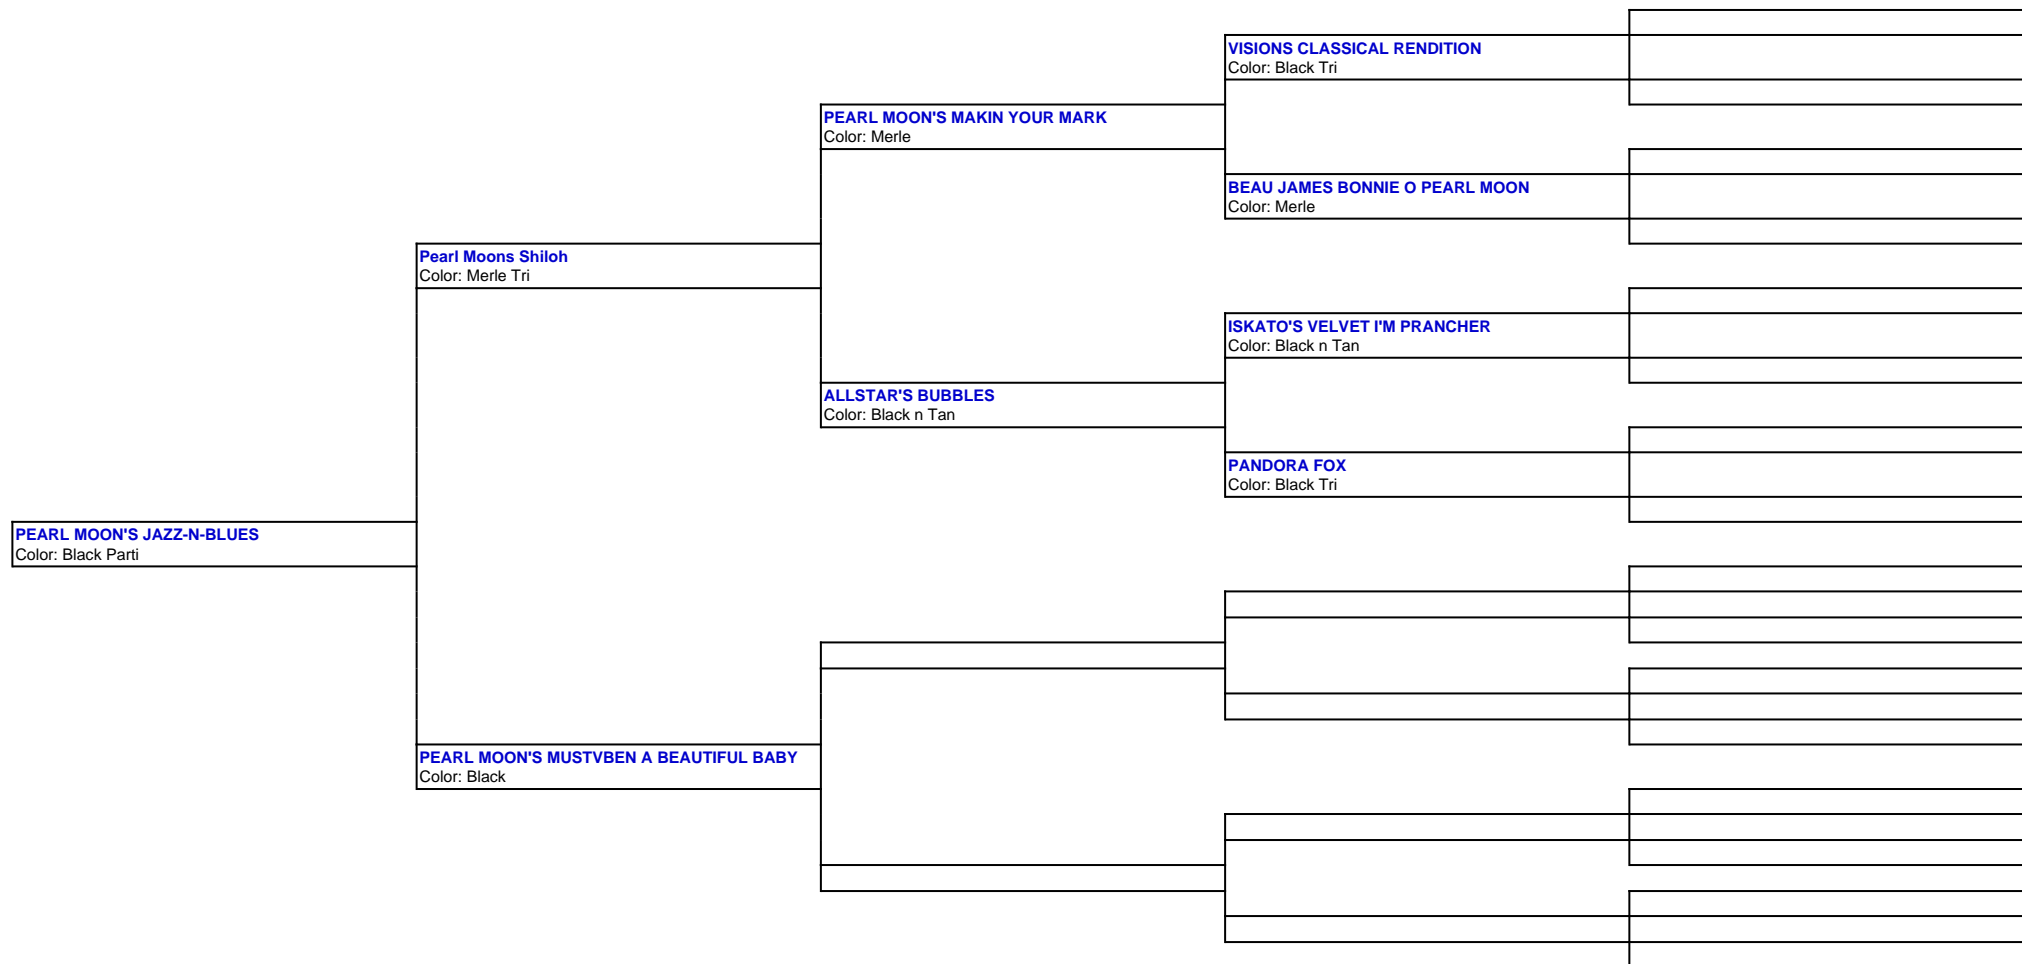 VISIONS CLASSICAL RENDITION
Color: Black Tri
PEARL MOON'S MAKIN YOUR MARK
Color: Merle
BEAU JAMES BONNIE O PEARL MOON
Color: Merle
Pearl Moons Shiloh
Color: Merle Tri
ISKATO'S VELVET I'M PRANCHER
Color: Black n Tan
ALLSTAR'S BUBBLES
Color: Black n Tan
PANDORA FOX
Color: Black Tri
PEARL MOON'S JAZZ-N-BLUES
Color: Black Parti
PEARL MOON'S MUSTVBEN A BEAUTIFUL BABY
Color: Black